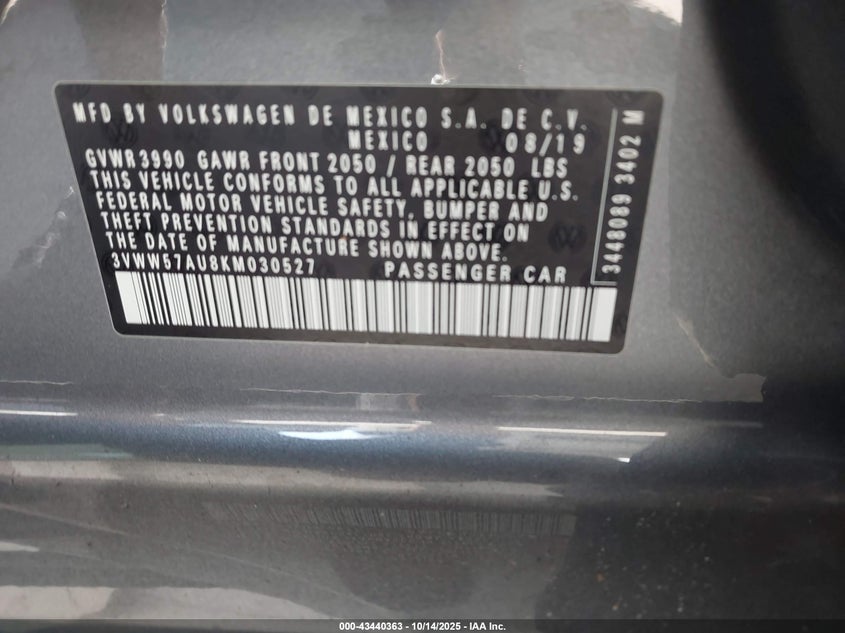 MFD BY VOLKSWAGEN DE MEXICO S.A. DE C.V.
MEXICO 08/19
GVWR 3990 GAWR FRONT 2050 / REAR 2050 LBS
THIS VEHICLE CONFORMS TO ALL APPLICABLE U.S.
FEDERAL MOTOR VEHICLE SAFETY, BUMPER AND
THEFT PREVENTION STANDARDS IN EFFECT ON
THE DATE OF MANUFACTURE SHOWN ABOVE.
3VWW57AU8KM030527 PASSENGER CAR
3448089 3402 M
000-43440363 | 10/14/2025 - IAA Inc.